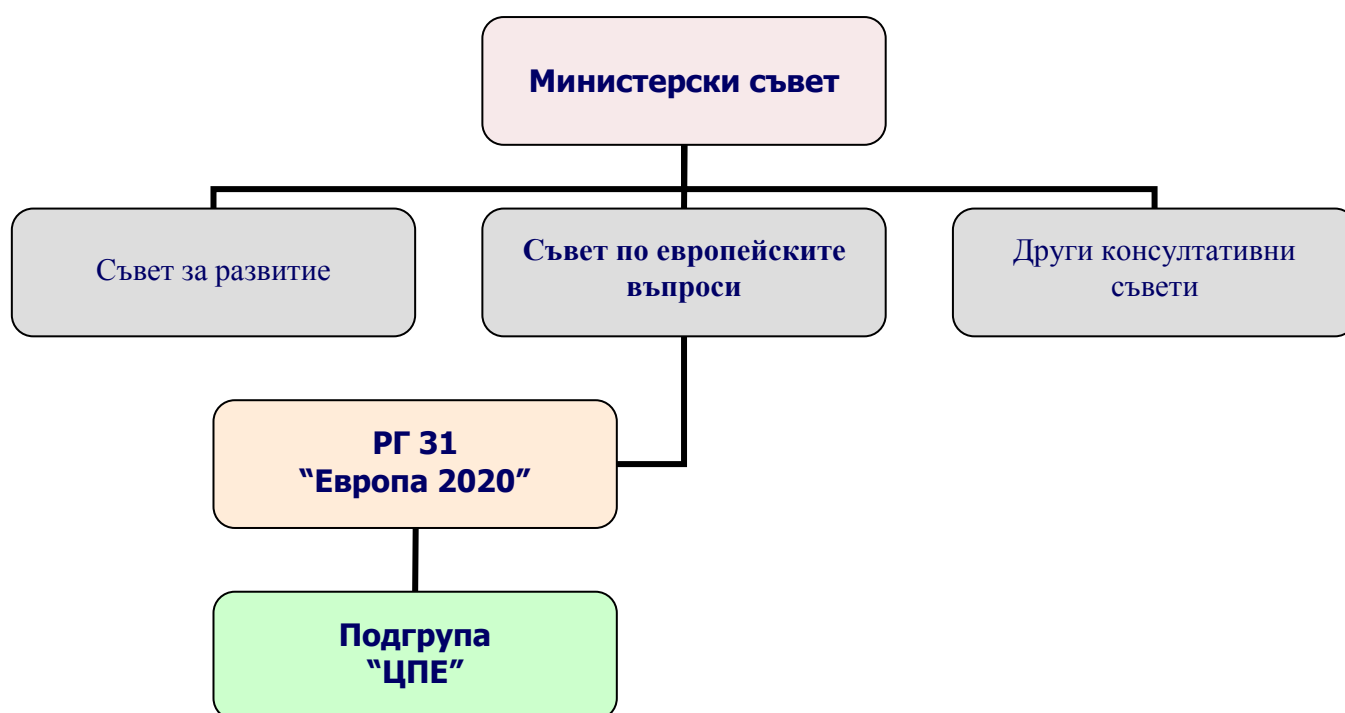 Министерски съвет
Съвет за развитие
Съвет по европейските
въпроси
Други консултативни
съвети
РГ 31
“Европа 2020”
Подгрупа
“ЦПЕ”